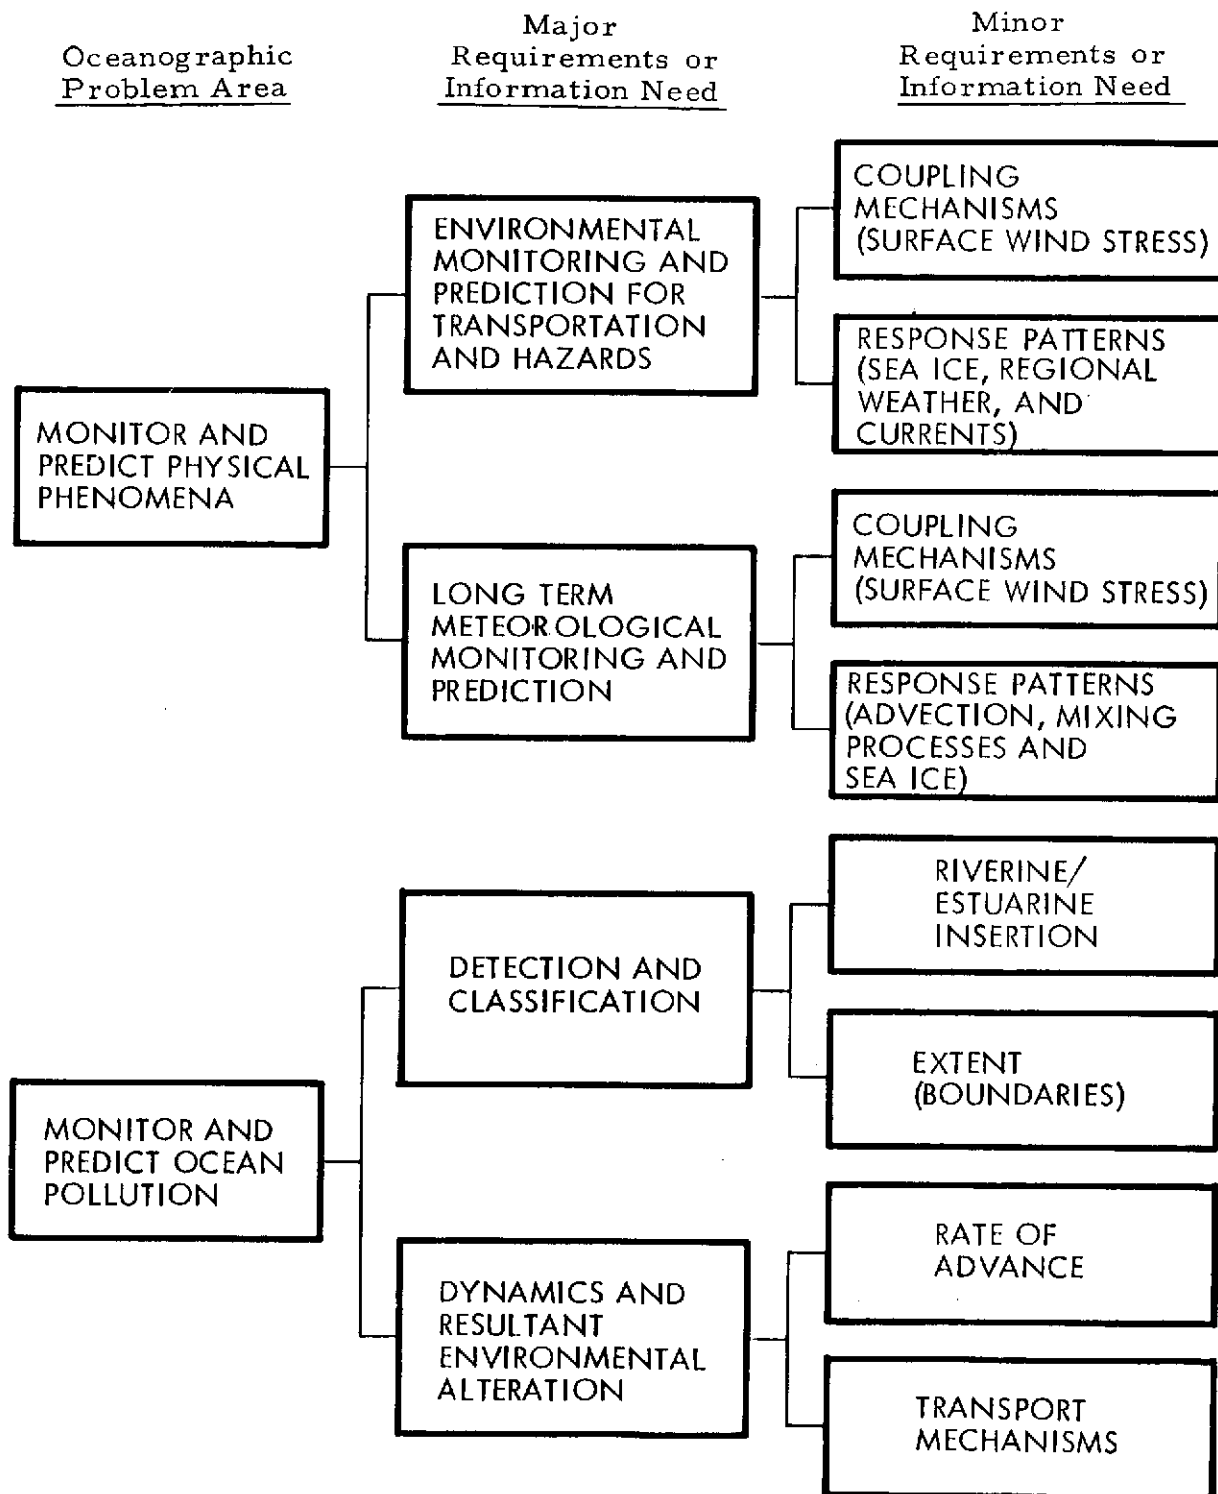 Oceanographic
Problem Area
Major
Requirements or
Information Need
Minor
Requirements or
Information Need
MONITOR AND
PREDICT PHYSICAL
PHENOMENA
ENVIRONMENTAL
MONITORING AND
PREDICTION FOR
TRANSPORTATION
AND HAZARDS
COUPLING
MECHANISMS
(SURFACE WIND STRESS)
RESPONSE PATTERNS
(SEA ICE, REGIONAL
WEATHER, AND
CURRENTS)
LONG TERM
METEOROLOGICAL
MONITORING AND
PREDICTION
COUPLING
MECHANISMS
(SURFACE WIND STRESS)
RESPONSE PATTERNS
(ADVECTION, MIXING
PROCESSES AND
SEA ICE)
MONITOR AND
PREDICT OCEAN
POLLUTION
DETECTION AND
CLASSIFICATION
RIVERINE/
ESTUARINE
INSERTION
EXTENT
(BOUNDARIES)
DYNAMICS AND
RESULTANT
ENVIRONMENTAL
ALTERATION
RATE OF
ADVANCE
TRANSPORT
MECHANISMS